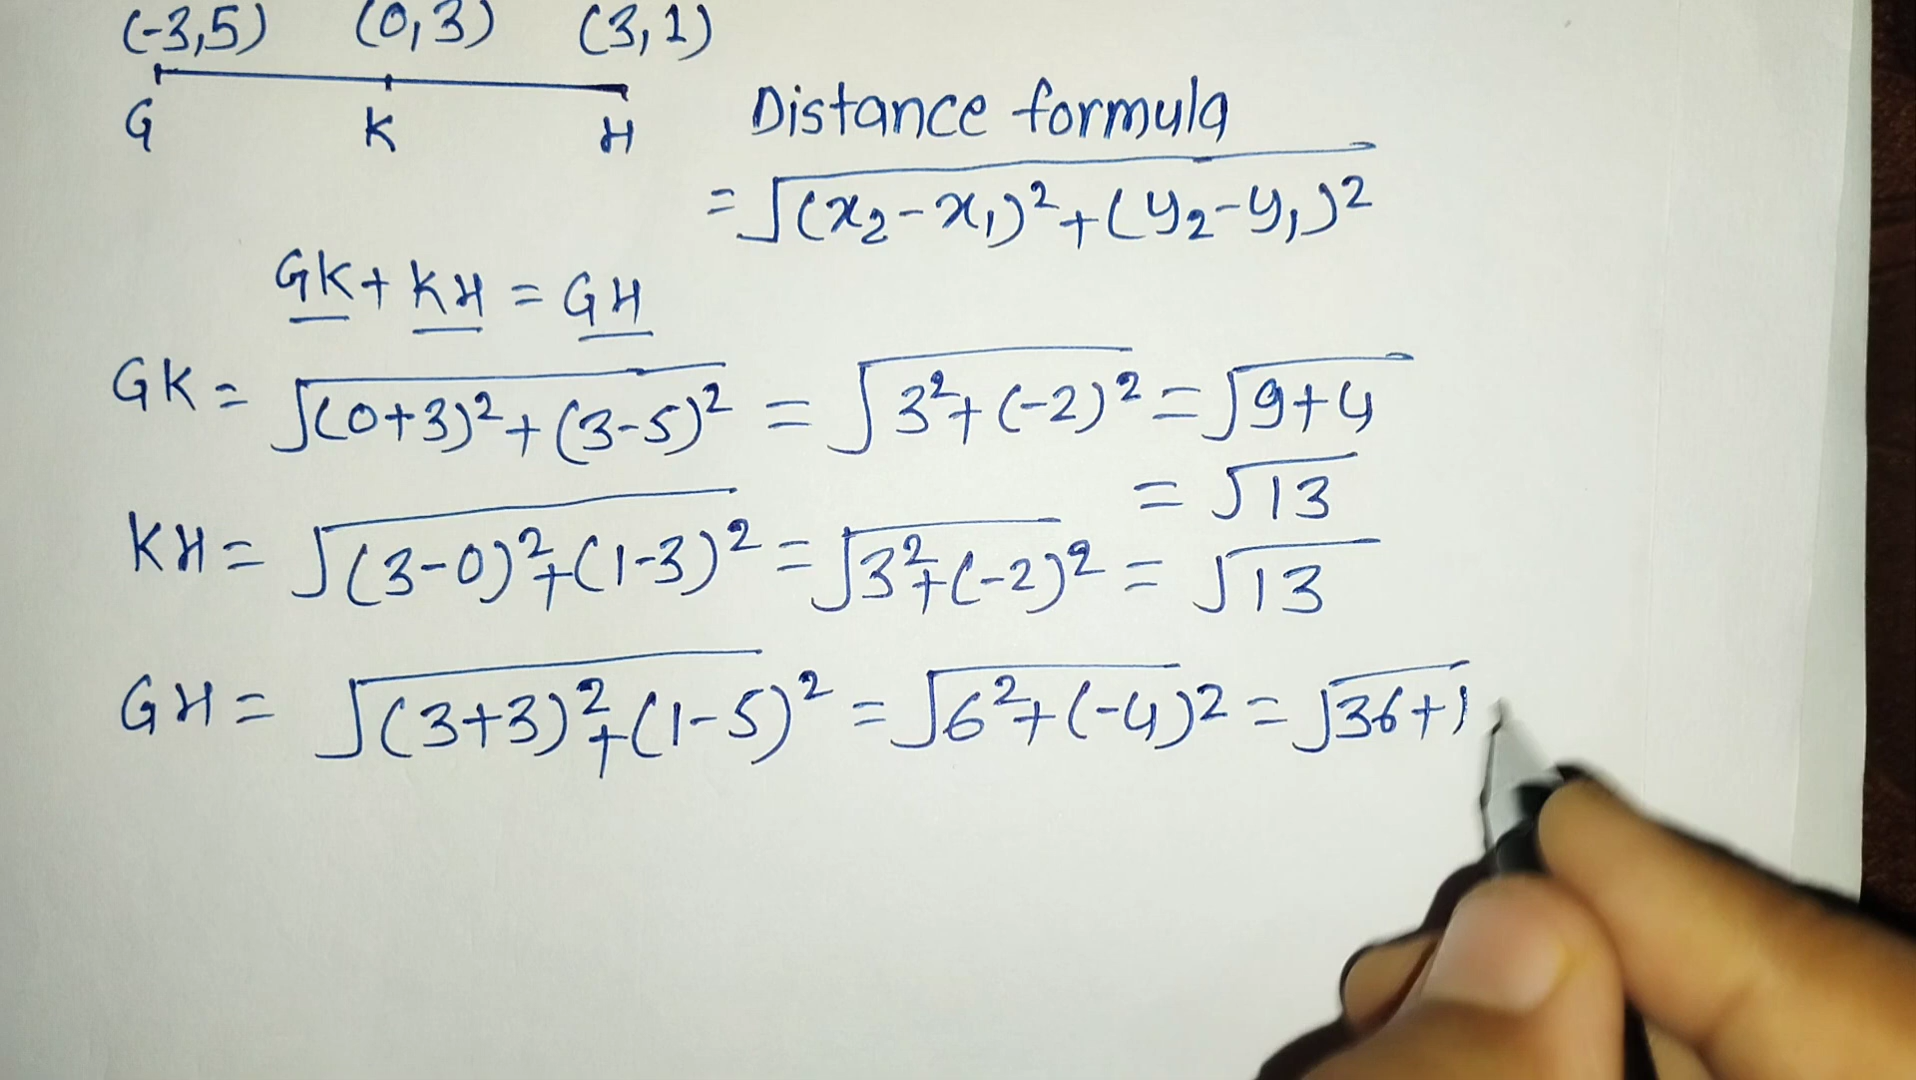 (-3,5) (0,3) (3,1)
G K H
Distance formula
= √(x₂-x₁)²+(y₂-y₁)²
GK+KH = GH
GK = √(0+3)²+(3-5)² = √3²+(-2)² = √9+4
= √13
KH = √(3-0)²+(1-3)² = √3²+(-2)² = √13
GH = √(3+3)²+(1-5)² = √6²+(-4)² = √36+1